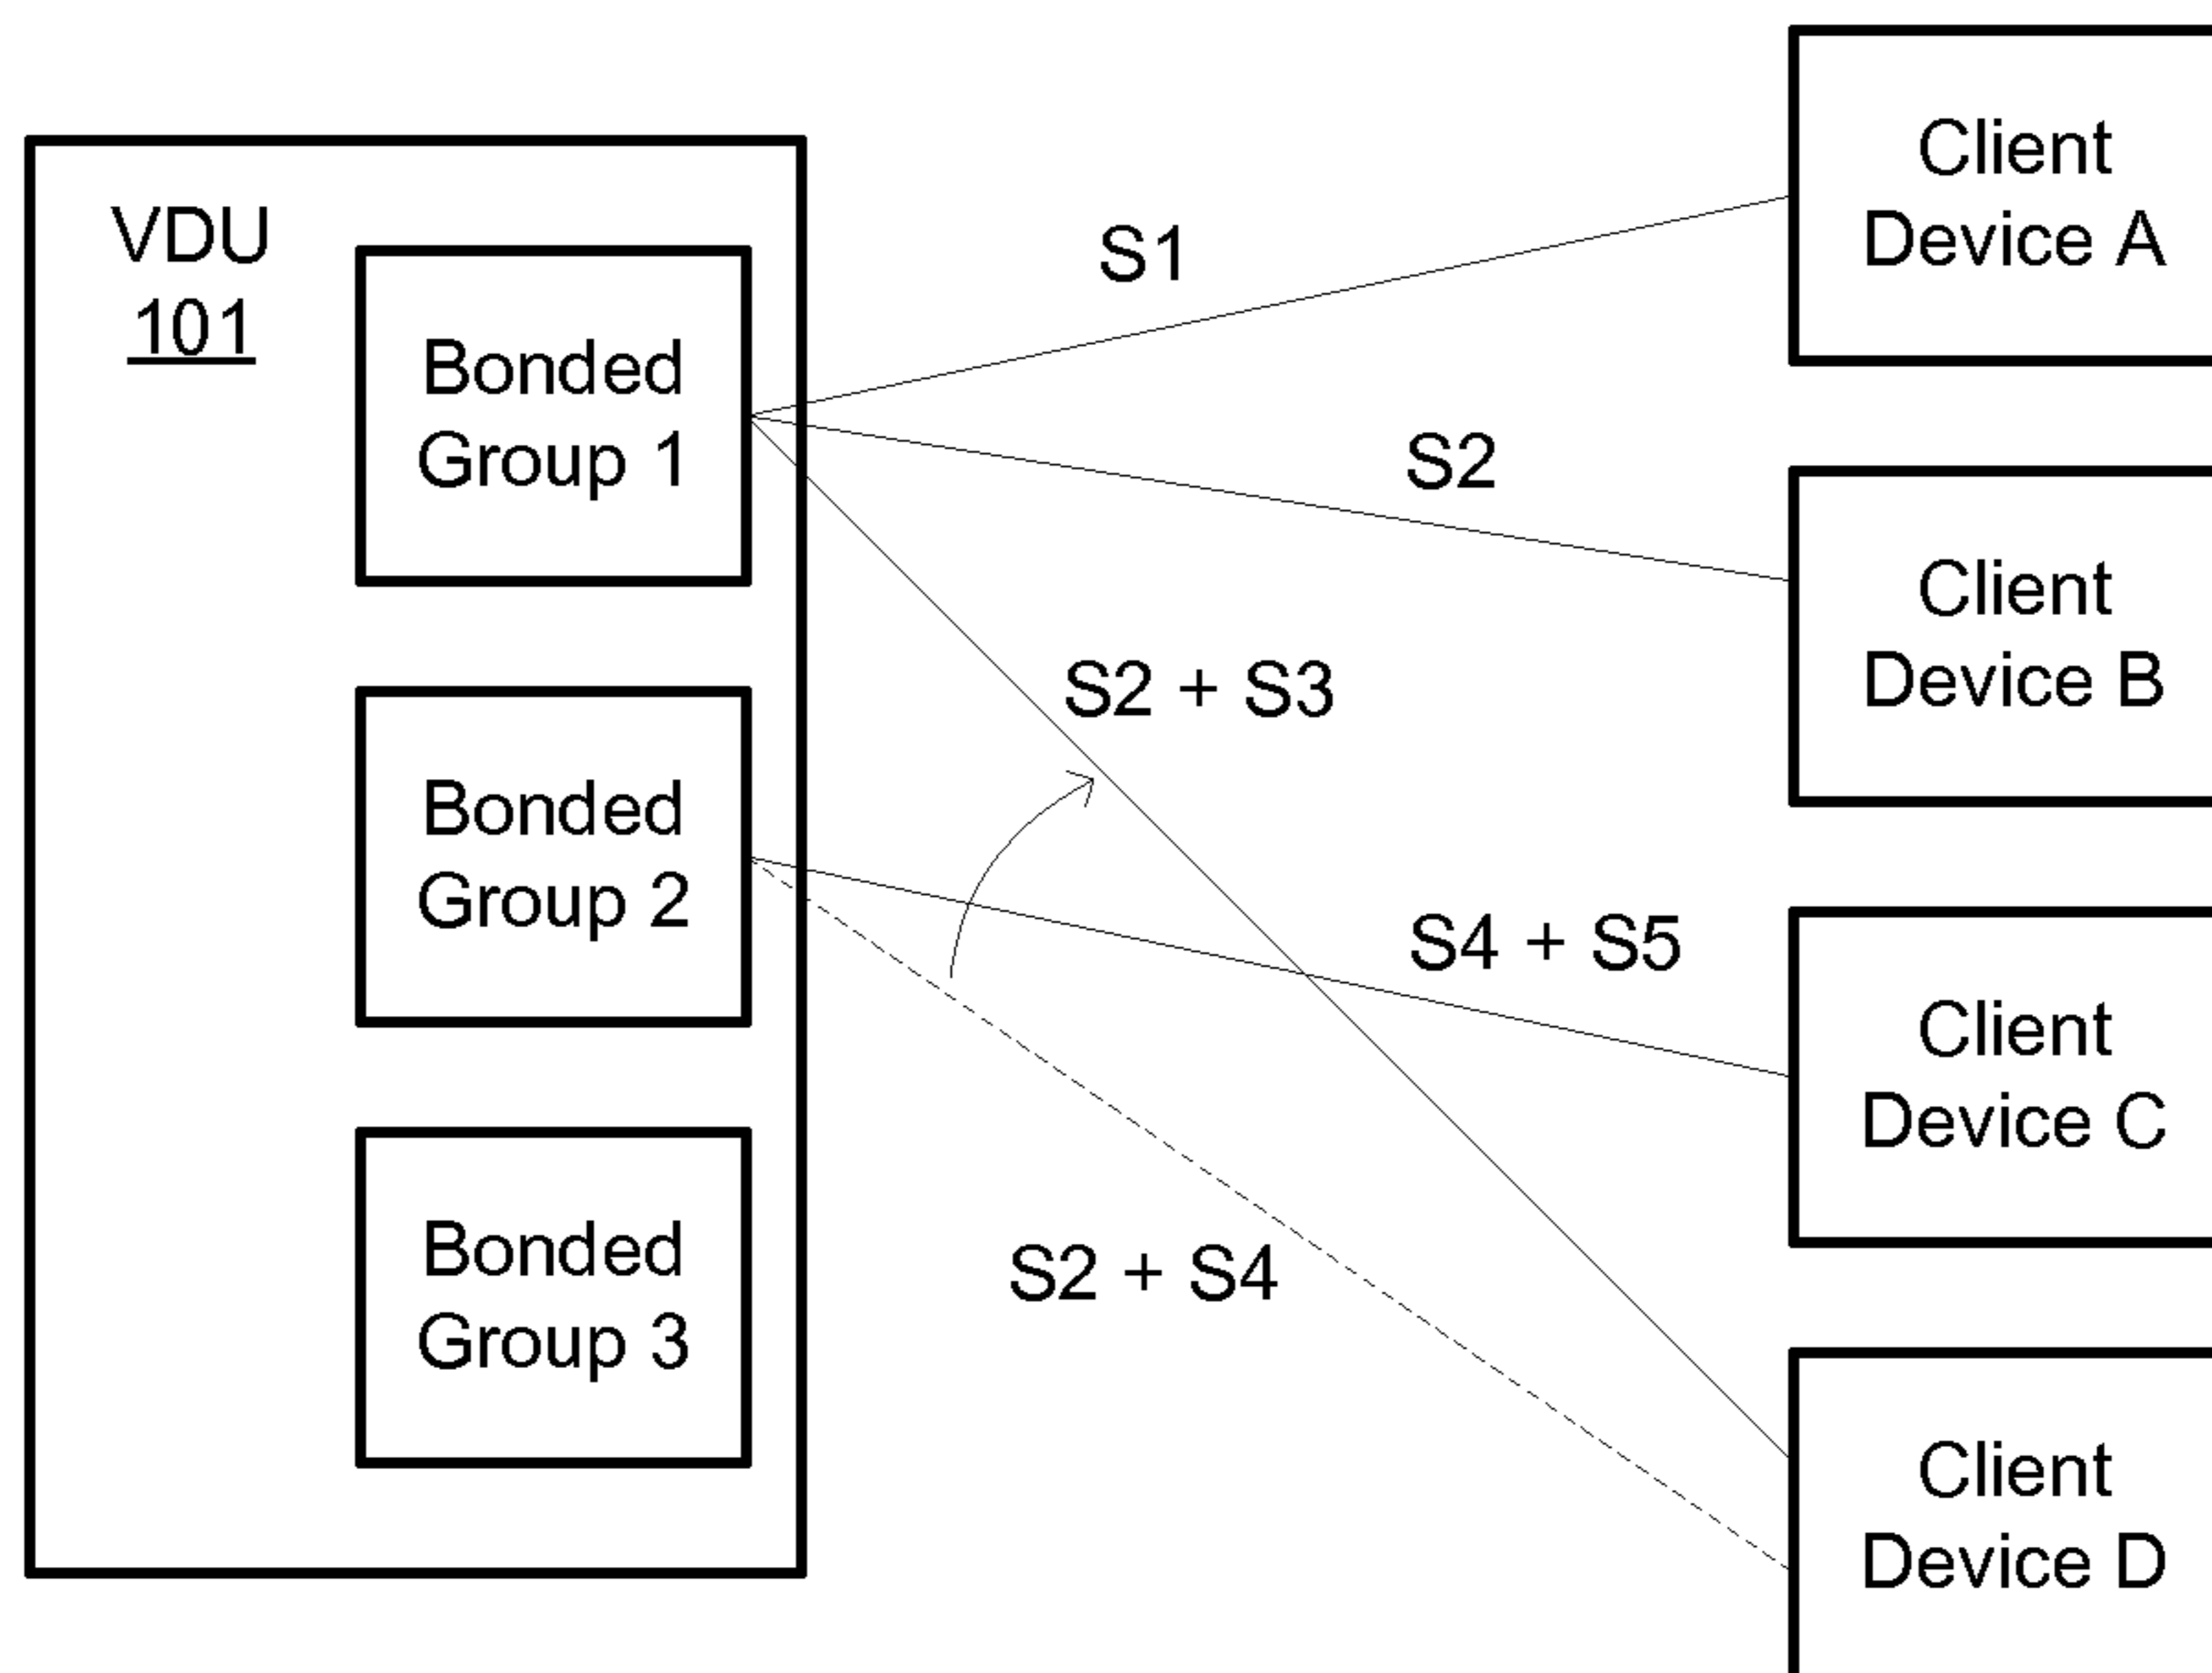 VDU
101
Bonded
Group 1
Bonded
Group 2
Bonded
Group 3
S1
S2
S2 + S3
S4 + S5
S2 + S4
Client
Device A
Client
Device B
Client
Device C
Client
Device D